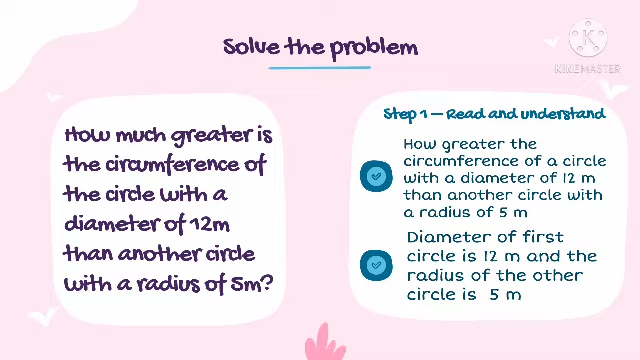 Solve the problem
KINEMASTER
How much greater is
the circumference of
the circle with a
diameter of 12m
than another circle
with a radius of 5m?
Step 1 – Read and understand
How greater the
circumference of a circle
with a diameter of 12 m
than another circle with
a radius of 5 m
Diameter of first
circle is 12 m and the
radius of the other
circle is 5 m